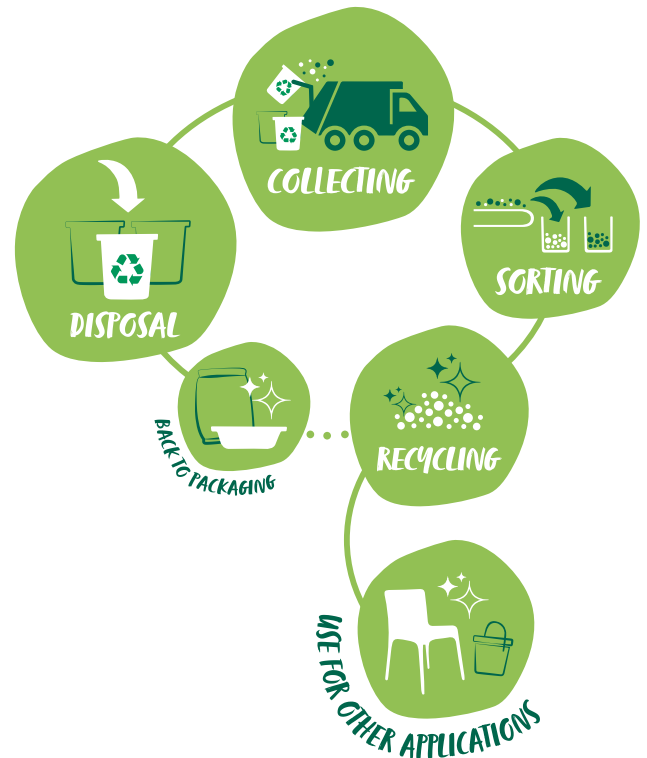 COLLECTING
DISPOSAL
SORTING
BACK TO PACKAGING
RECYCLING
USE FOR OTHER APPLICATIONS